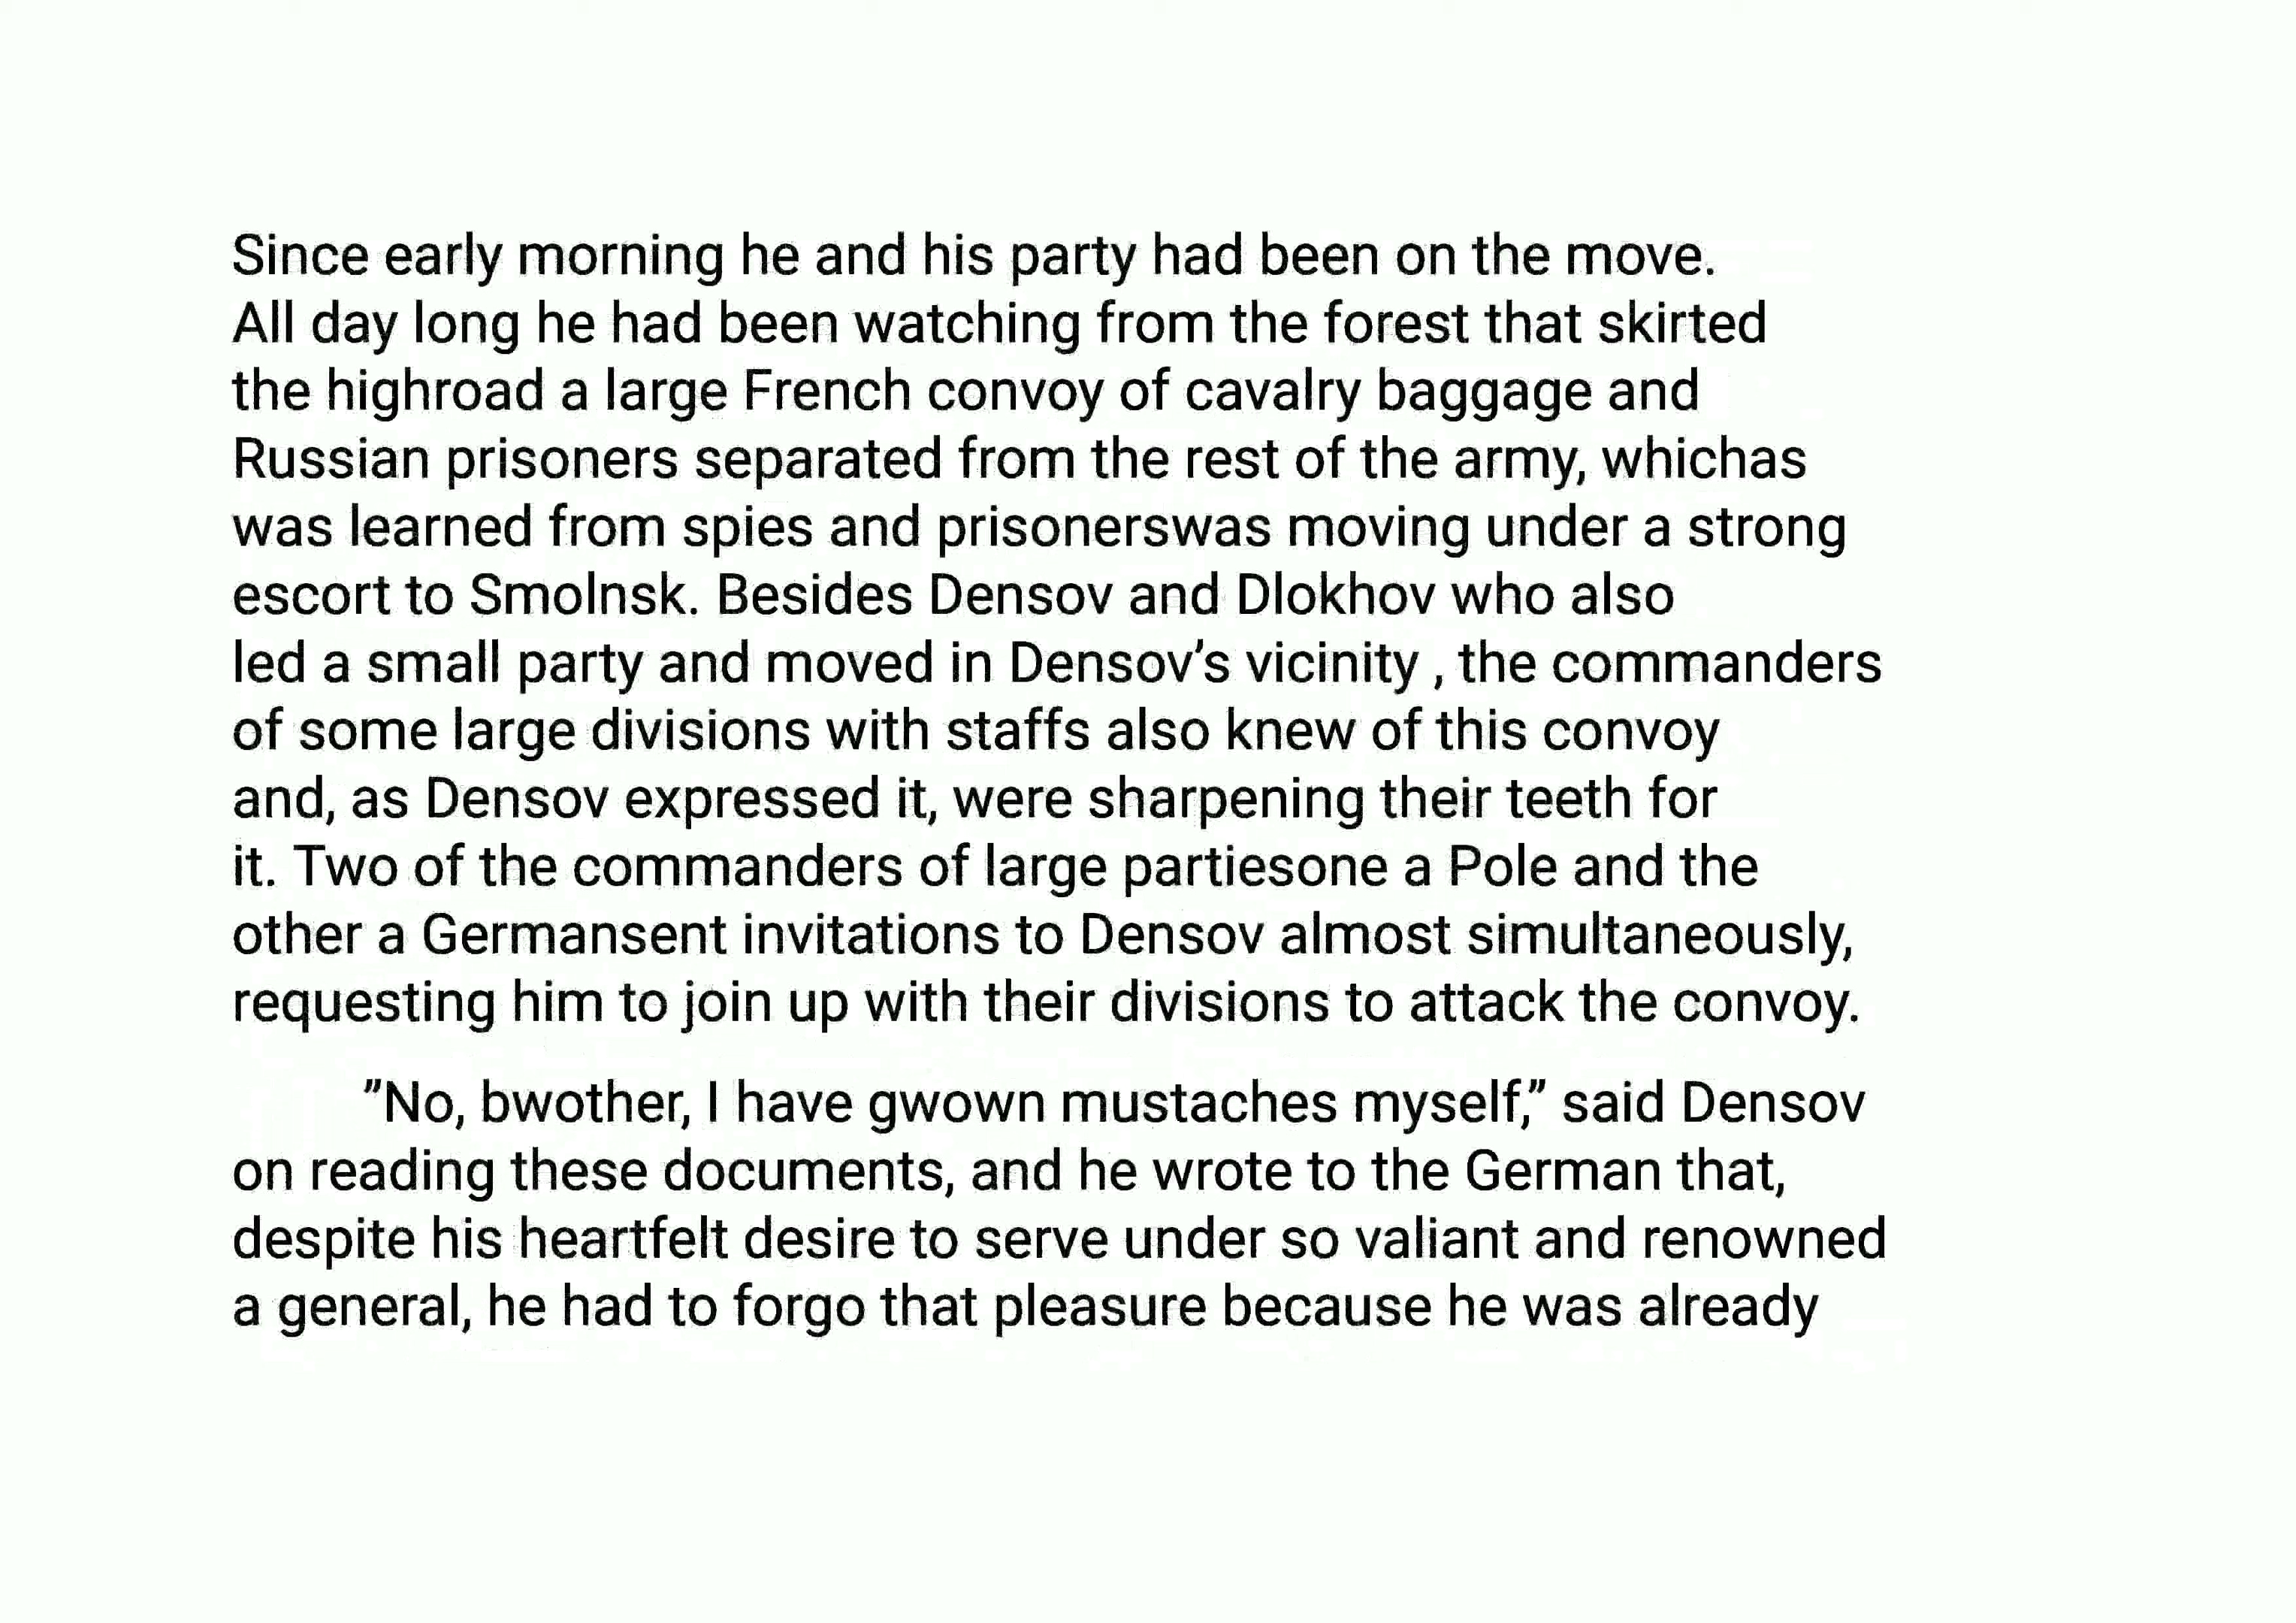 Since early morning he and his party had been on the move.
All day long he had been watching from the forest that skirted
the highroad a large French convoy of cavalry baggage and
Russian prisoners separated from the rest of the army, whichas
was learned from spies and prisonerswas moving under a strong
escort to Smolnsk. Besides Densov and Dlokhov who also
led a small party and moved in Densov’s vicinity , the commanders
of some large divisions with staffs also knew of this convoy
and, as Densov expressed it, were sharpening their teeth for
it. Two of the commanders of large partiesone a Pole and the
other a Germansent invitations to Densov almost simultaneously,
requesting him to join up with their divisions to attack the convoy.
”No, bwother, I have gwown mustaches myself,” said Densov
on reading these documents, and he wrote to the German that,
despite his heartfelt desire to serve under so valiant and renowned
a general, he had to forgo that pleasure because he was already